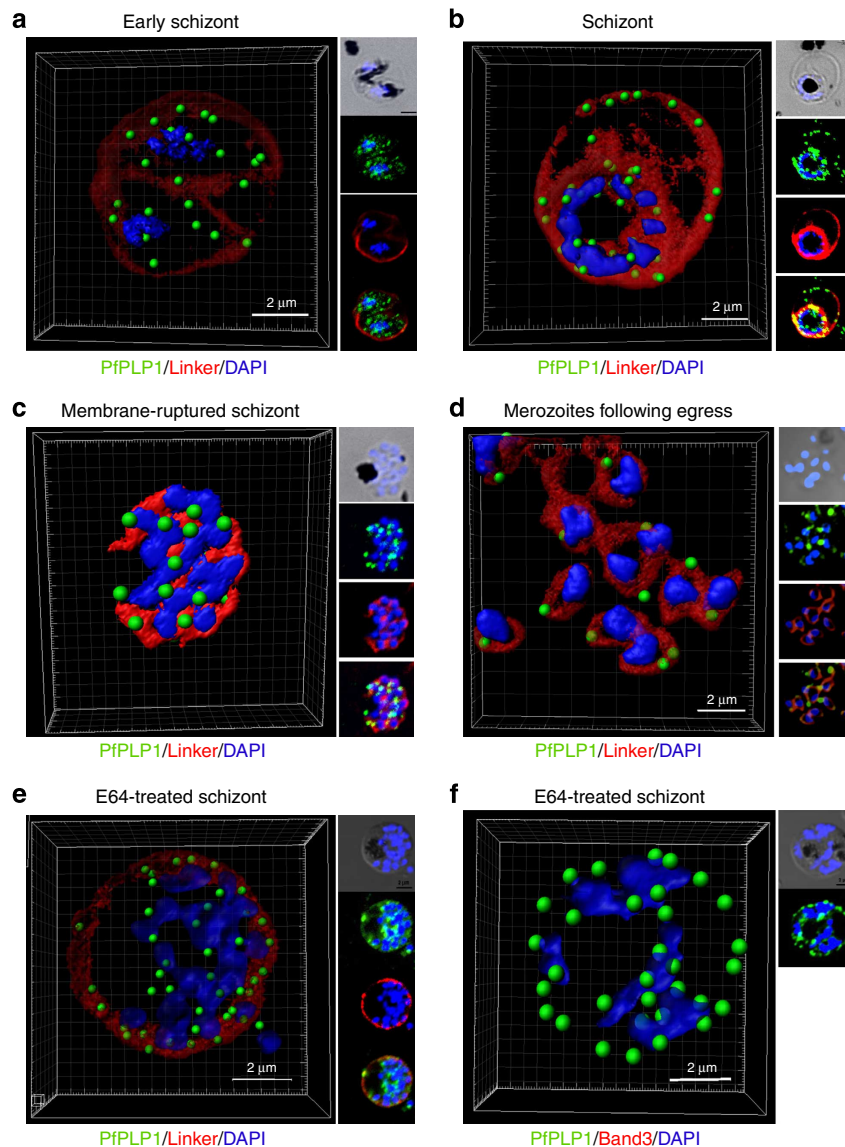 a Early schizont
b Schizont
2 μm
2 μm
PfPLP1/Linker/DAPI
PfPLP1/Linker/DAPI
c Membrane-ruptured schizont
d Merozoites following egress
2 μm
PfPLP1/Linker/DAPI
PfPLP1/Linker/DAPI
e E64-treated schizont
f E64-treated schizont
2 μm
2 μm
PfPLP1/Linker/DAPI
PfPLP1/Band3/DAPI